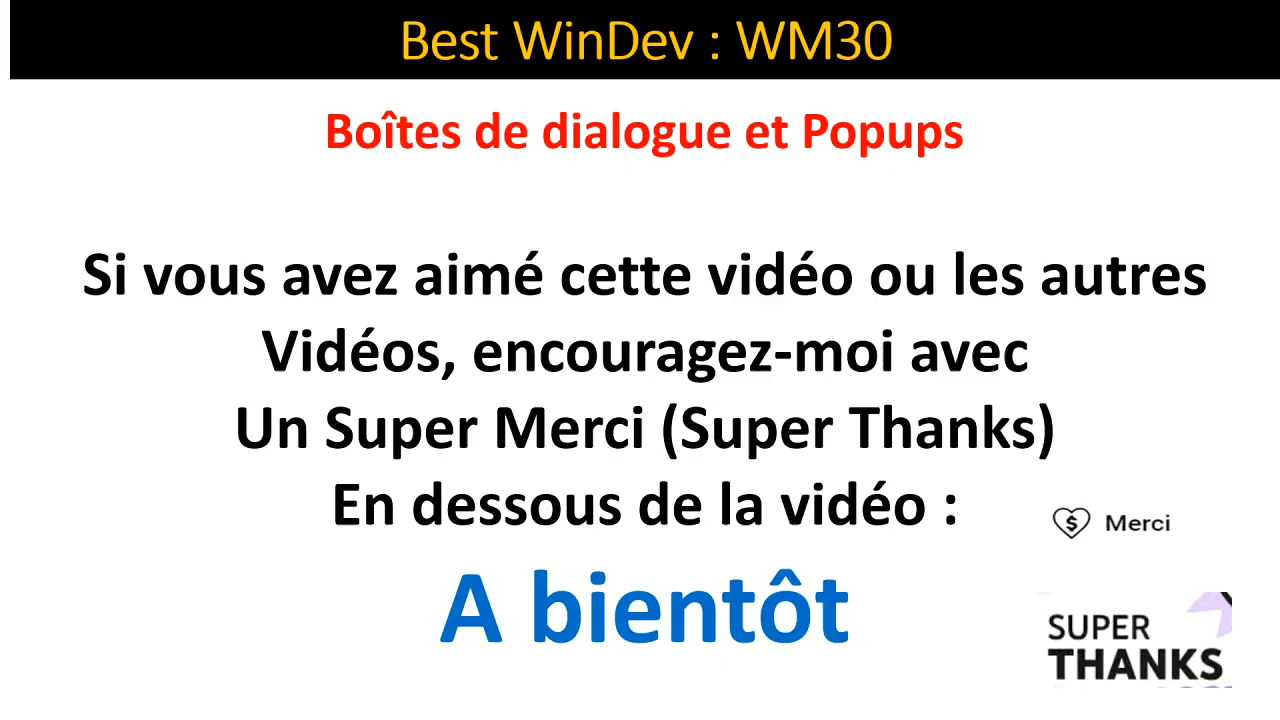 Best WinDev : WM30
Boîtes de dialogue et Popups
Si vous avez aimé cette vidéo ou les autres
Vidéos, encouragez-moi avec
Un Super Merci (Super Thanks)
En dessous de la vidéo :
Merci
A bientôt
SUPER
THANKS